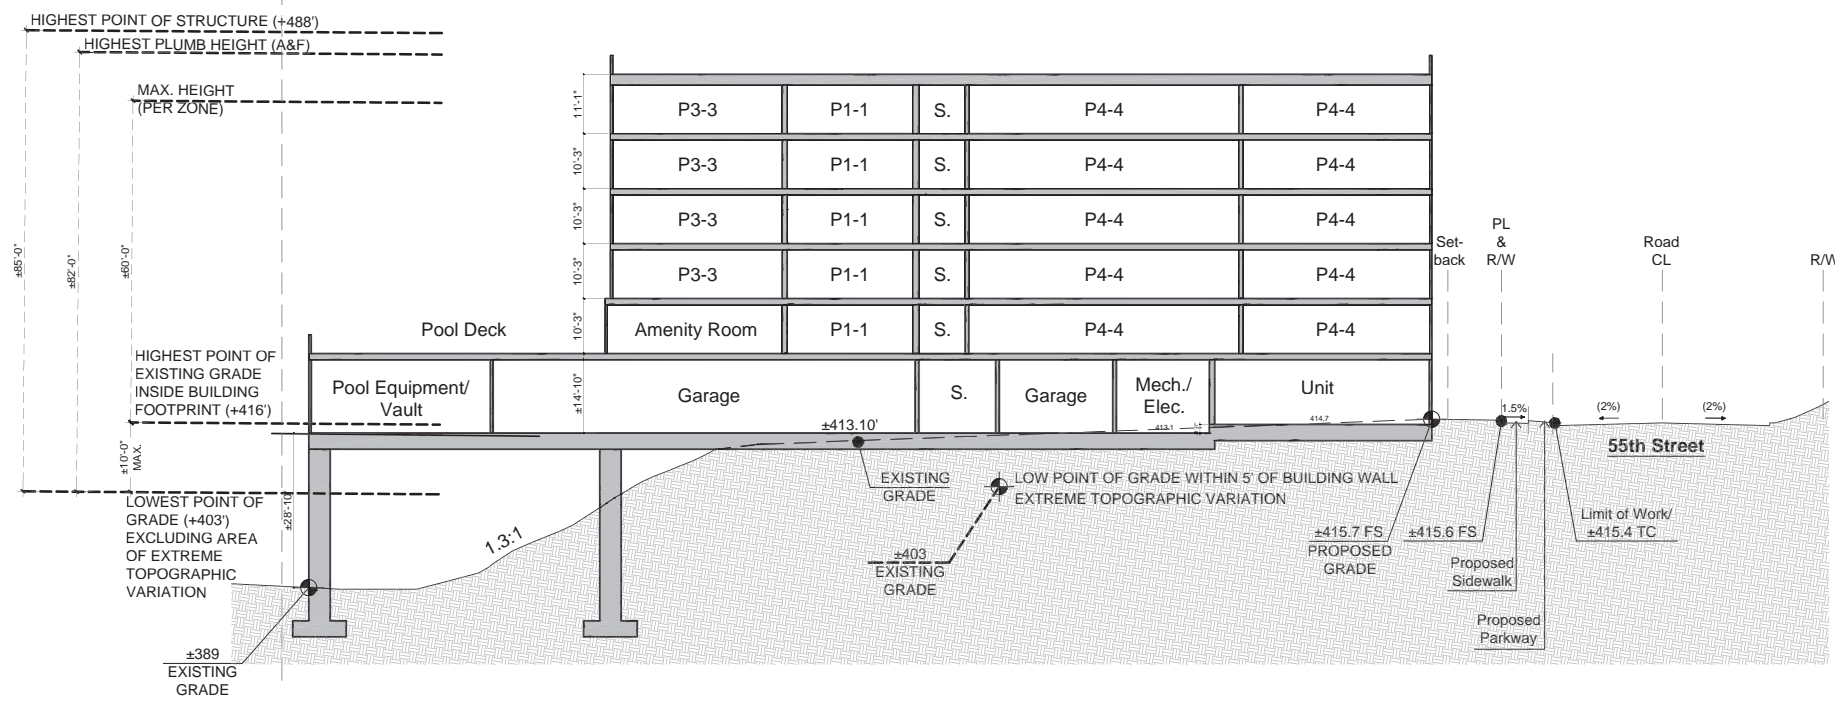 HIGHEST POINT OF STRUCTURE (+488')
HIGHEST PLUMB HEIGHT (A&F)
MAX. HEIGHT
(PER ZONE)
±85'-0"
±82'-0"
±60'-0"
11'-1"
P3-3 P1-1 S. P4-4 P4-4
10'-3"
P3-3 P1-1 S. P4-4 P4-4
10'-3"
P3-3 P1-1 S. P4-4 P4-4
10'-3"
P3-3 P1-1 S. P4-4 P4-4
10'-3"
Pool Deck Amenity Room P1-1 S. P4-4 P4-4
Set-
back
PL
&
R/W
Road
CL
R/W
HIGHEST POINT OF
EXISTING GRADE
INSIDE BUILDING
FOOTPRINT (+416')
±14'-10"
Pool Equipment/
Vault
Garage
S.
Garage
Mech./
Elec.
Unit
±413.10'
413.1
414.7
1.5%
(2%)
(2%)
55th Street
±10'-0"
MAX.
EXISTING
GRADE
LOW POINT OF GRADE WITHIN 5' OF BUILDING WALL
EXTREME TOPOGRAPHIC VARIATION
LOWEST POINT OF
GRADE (+403')
EXCLUDING AREA
OF EXTREME
TOPOGRAPHIC
VARIATION
±28'-10"
1.3:1
±403
EXISTING
GRADE
±415.7 FS
PROPOSED
GRADE
±415.6 FS
Limit of Work/
±415.4 TC
Proposed
Sidewalk
Proposed
Parkway
±389
EXISTING
GRADE